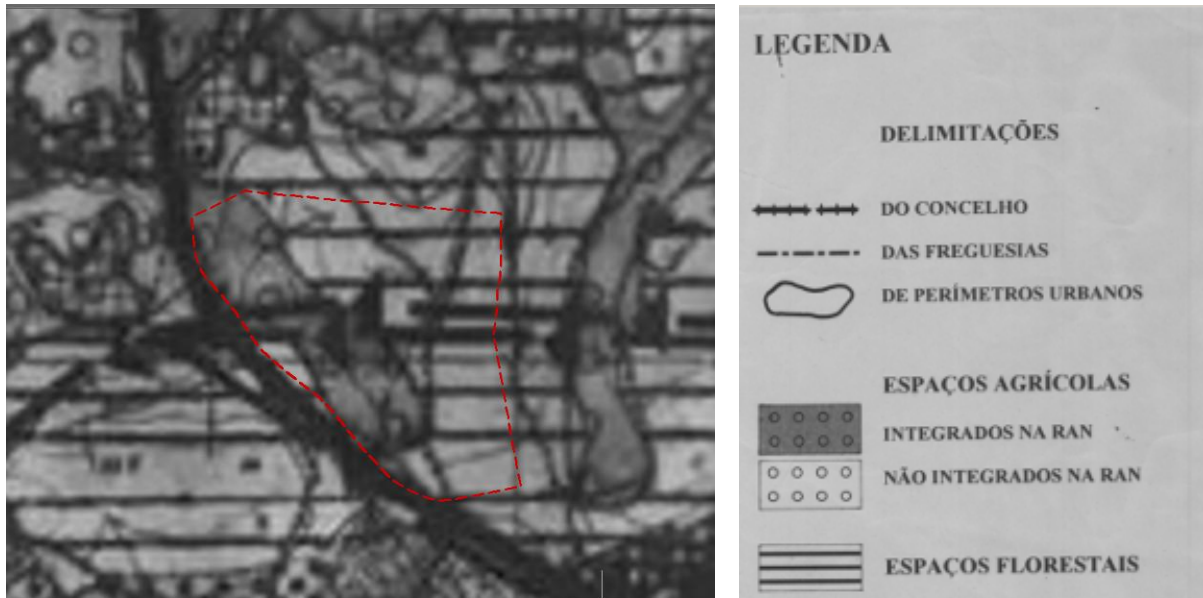 LEGENDA
DELIMITAÇÕES
DO CONCELHO
DAS FREGUESIAS
DE PERÍMETROS URBANOS
ESPAÇOS AGRÍCOLAS
INTEGRADOS NA RAN
NÃO INTEGRADOS NA RAN
ESPAÇOS FLORESTAIS